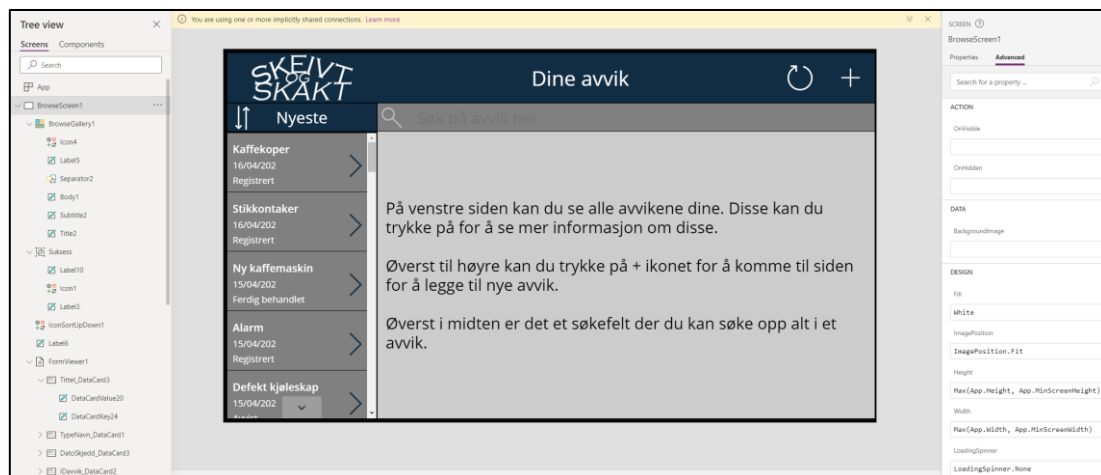 Tree view
Screens Components
Search
App
BrowseScreen1
BrowseGallery1
Icon4
Label5
Separator2
Body1
Subtitle2
Title2
Suksess
Label10
Icon1
Label3
IconSortUpDown1
Label6
FormViewer1
Tittel_DataCard3
DataCardValue20
DataCardKey24
TypeNavn_DataCard1
DatoSkjedd_DataCard3
IDavvik_DataCard2
You are using one or more implicitly shared connections. Learn more
SKEIVT
OG
SKAKT
Dine avvik
Nyeste
Søk på avvik her
Kaffekoper
16/04/202
Registrert
Stikkontaker
16/04/202
Registrert
Ny kaffemaskin
15/04/202
Ferdig behandlet
Alarm
15/04/202
Registrert
Defekt kjøleskap
15/04/202
Avvist
På venstre siden kan du se alle avvikene dine. Disse kan du
trykke på for å se mer informasjon om disse.
Øverst til høyre kan du trykke på + ikonet for å komme til siden
for å legge til nye avvik.
Øverst i midten er det et søkefelt der du kan søke opp alt i et
avvik.
SCREEN
BrowseScreen1
Properties Advanced
Search for a property ...
ACTION
OnVisible
OnHidden
DATA
BackgroundImage
DESIGN
Fill
White
ImagePosition
ImagePosition.Fit
Height
Max(App.Height, App.MinScreenHeight)
Width
Max(App.Width, App.MinScreenWidth)
LoadingSpinner
LoadingSpinner.None